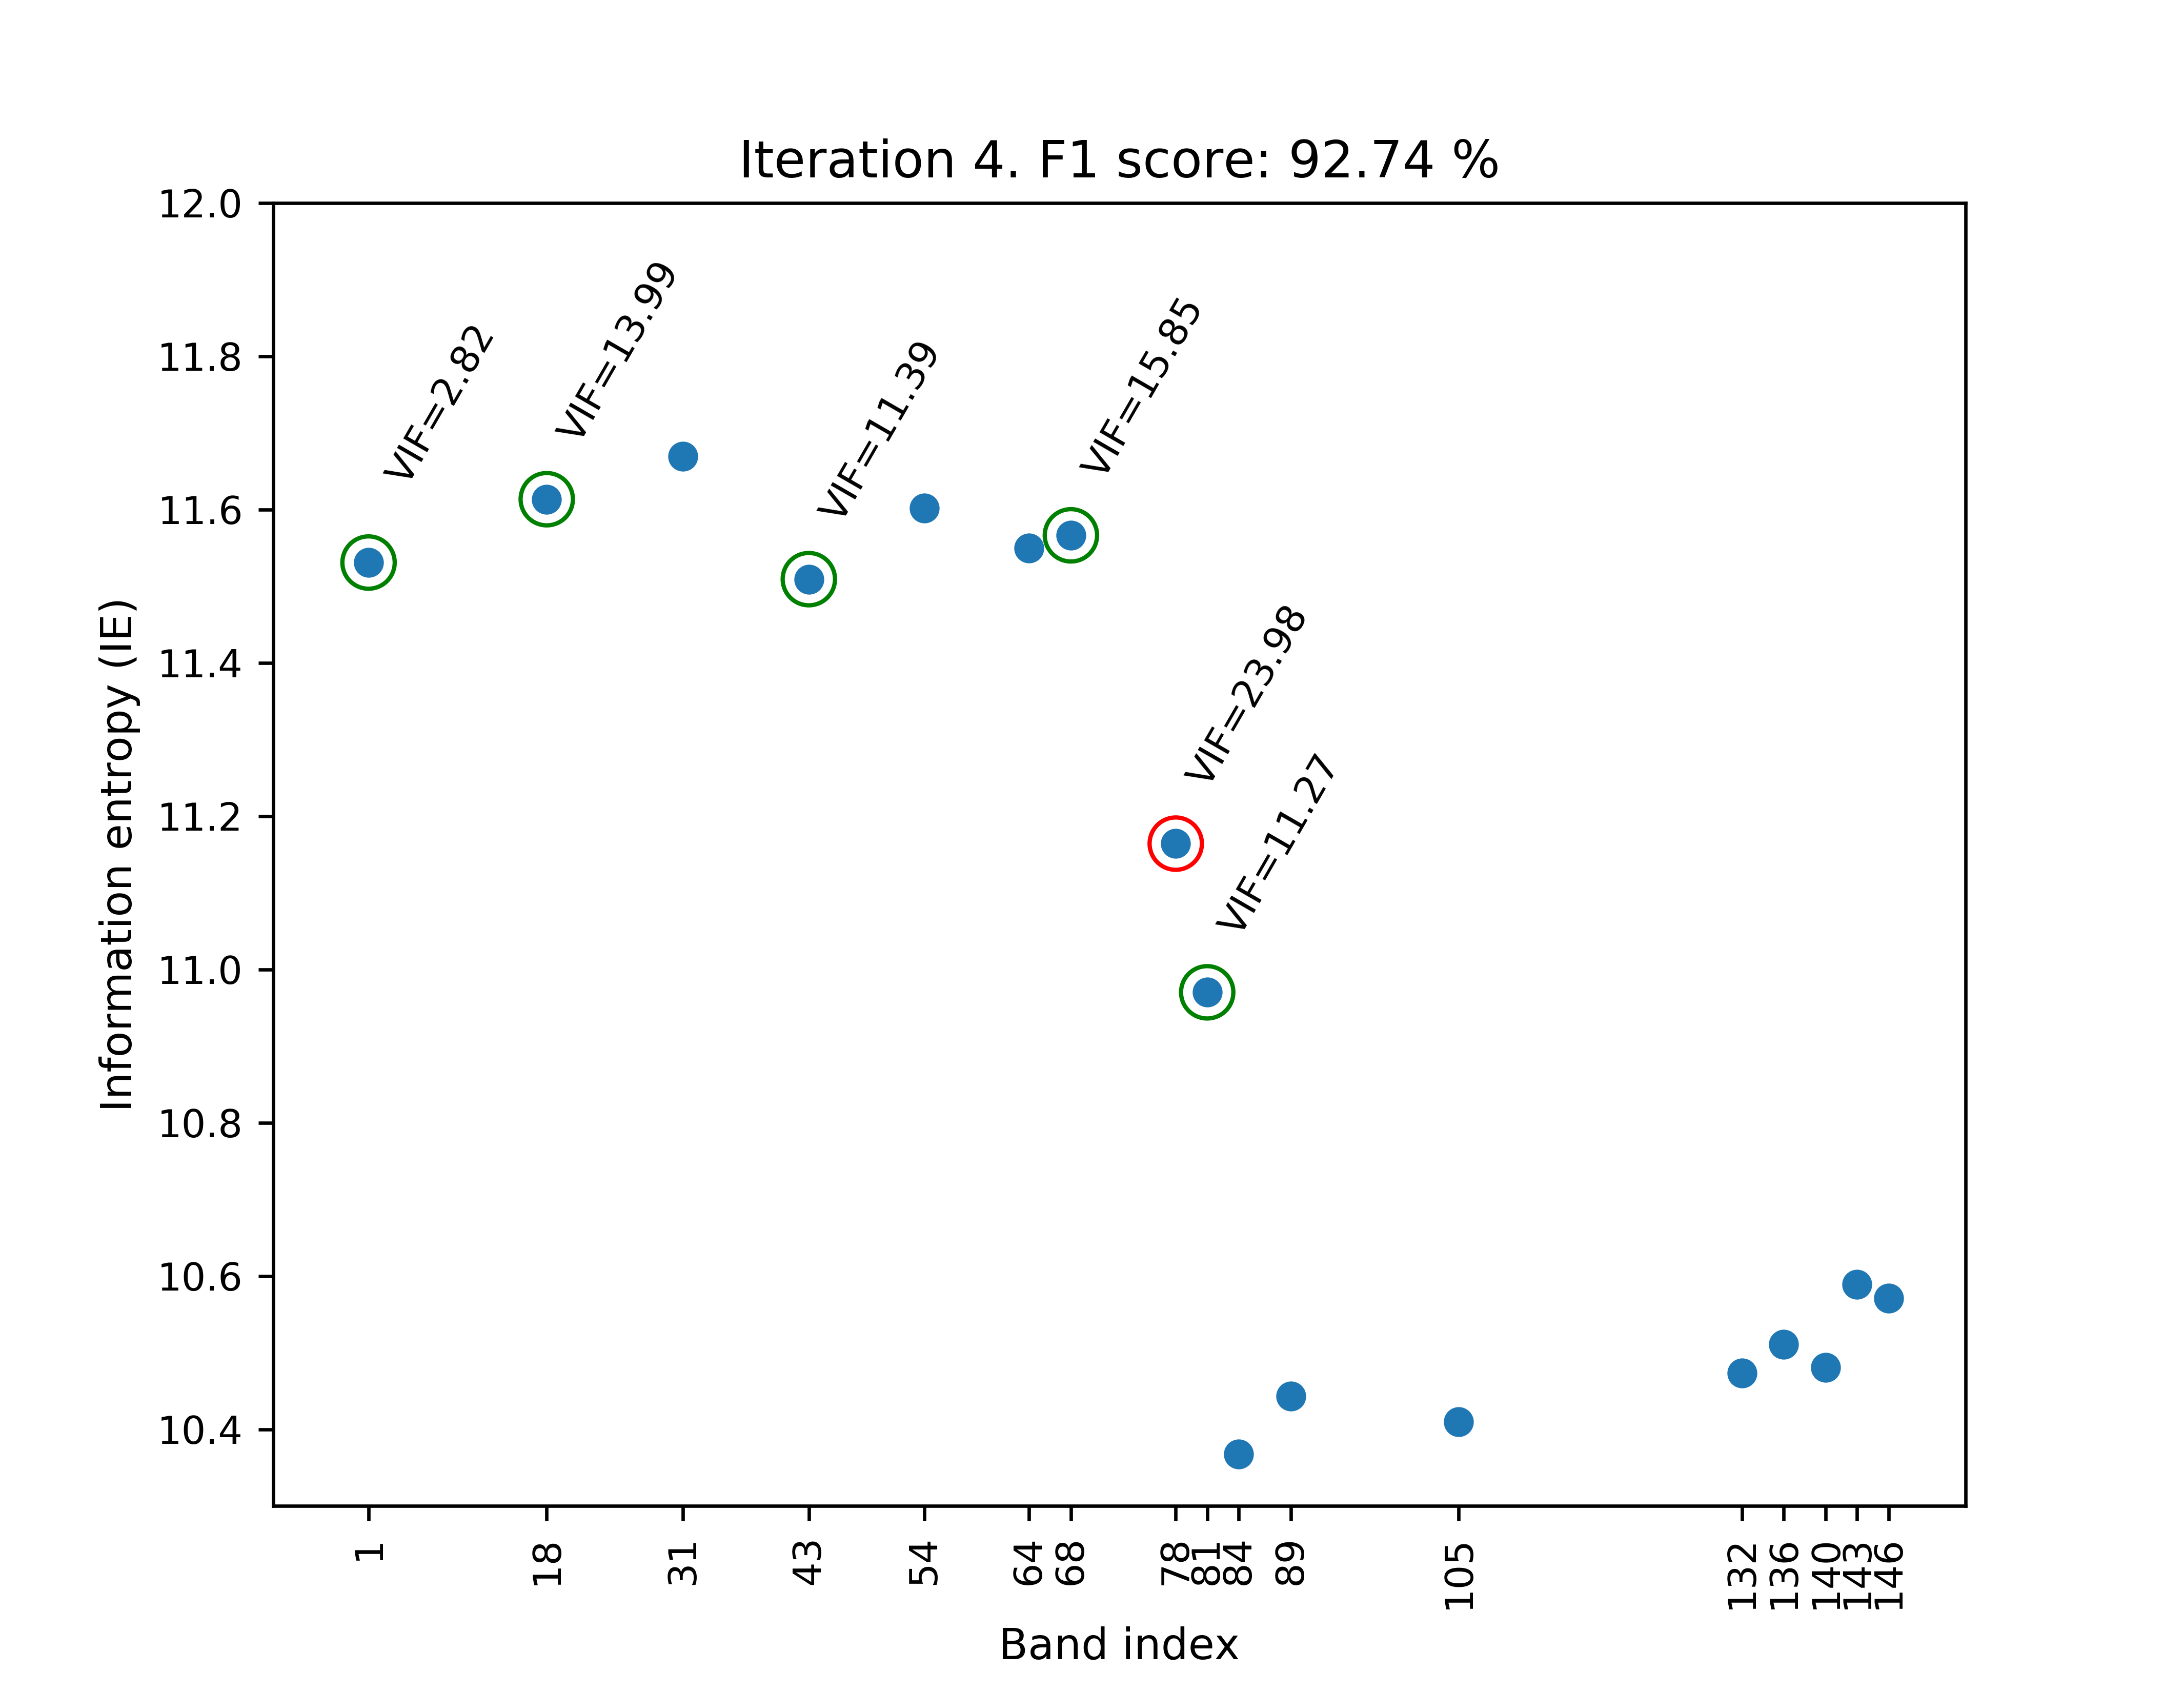 Iteration 4. F1 score: 92.74 %
12.0
11.8
11.6
11.4
11.2
11.0
10.8
10.6
10.4
Information entropy (IE)
VIF=2.82
VIF=13.99
VIF=11.39
VIF=15.85
VIF=23.98
VIF=11.27
1
18
31
43
54
64
68
78
81
84
89
105
132
136
140
143
146
Band index